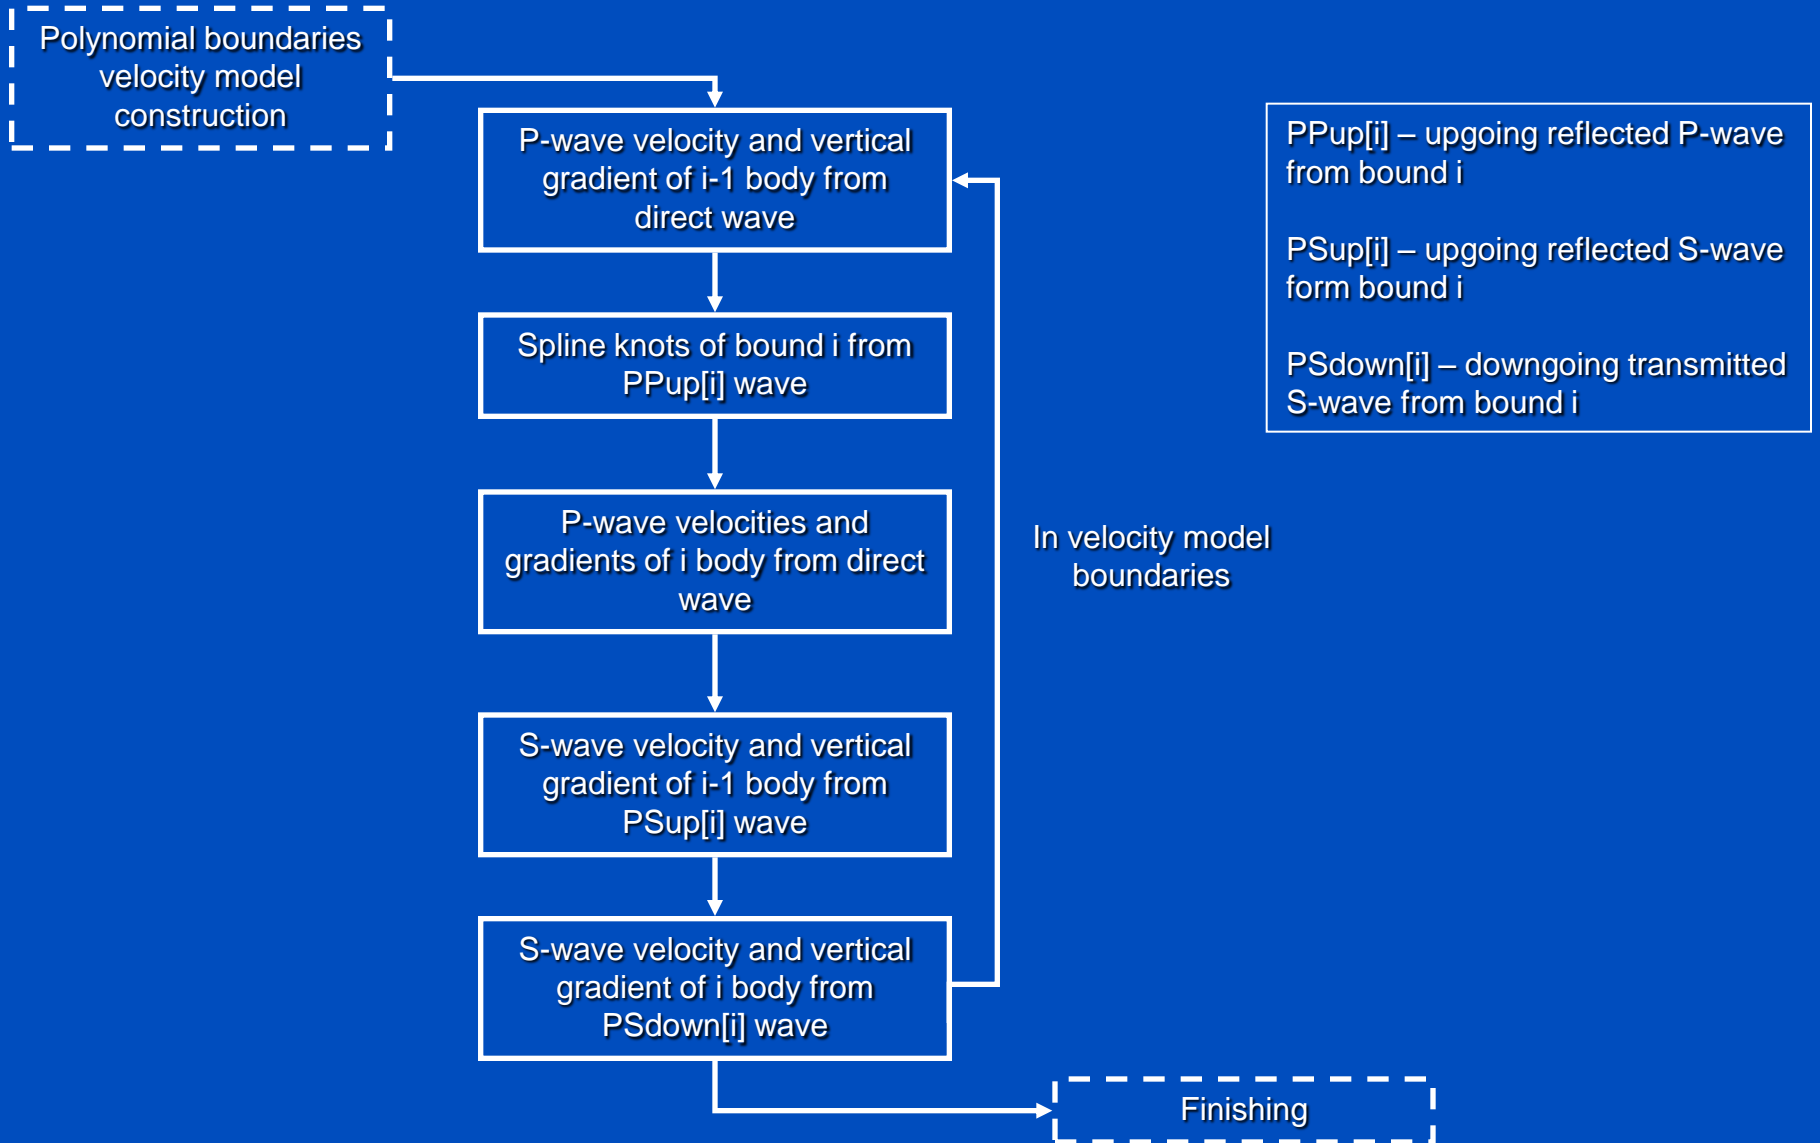 Polynomial boundaries
velocity model
construction
P-wave velocity and vertical
gradient of i-1 body from
direct wave
Spline knots of bound i from
PPup[i] wave
P-wave velocities and
gradients of i body from direct
wave
S-wave velocity and vertical
gradient of i-1 body from
PSup[i] wave
S-wave velocity and vertical
gradient of i body from
PSdown[i] wave
In velocity model
boundaries
PPup[i] – upgoing reflected P-wave
from bound i
PSup[i] – upgoing reflected S-wave
form bound i
PSdown[i] – downgoing transmitted
S-wave from bound i
Finishing